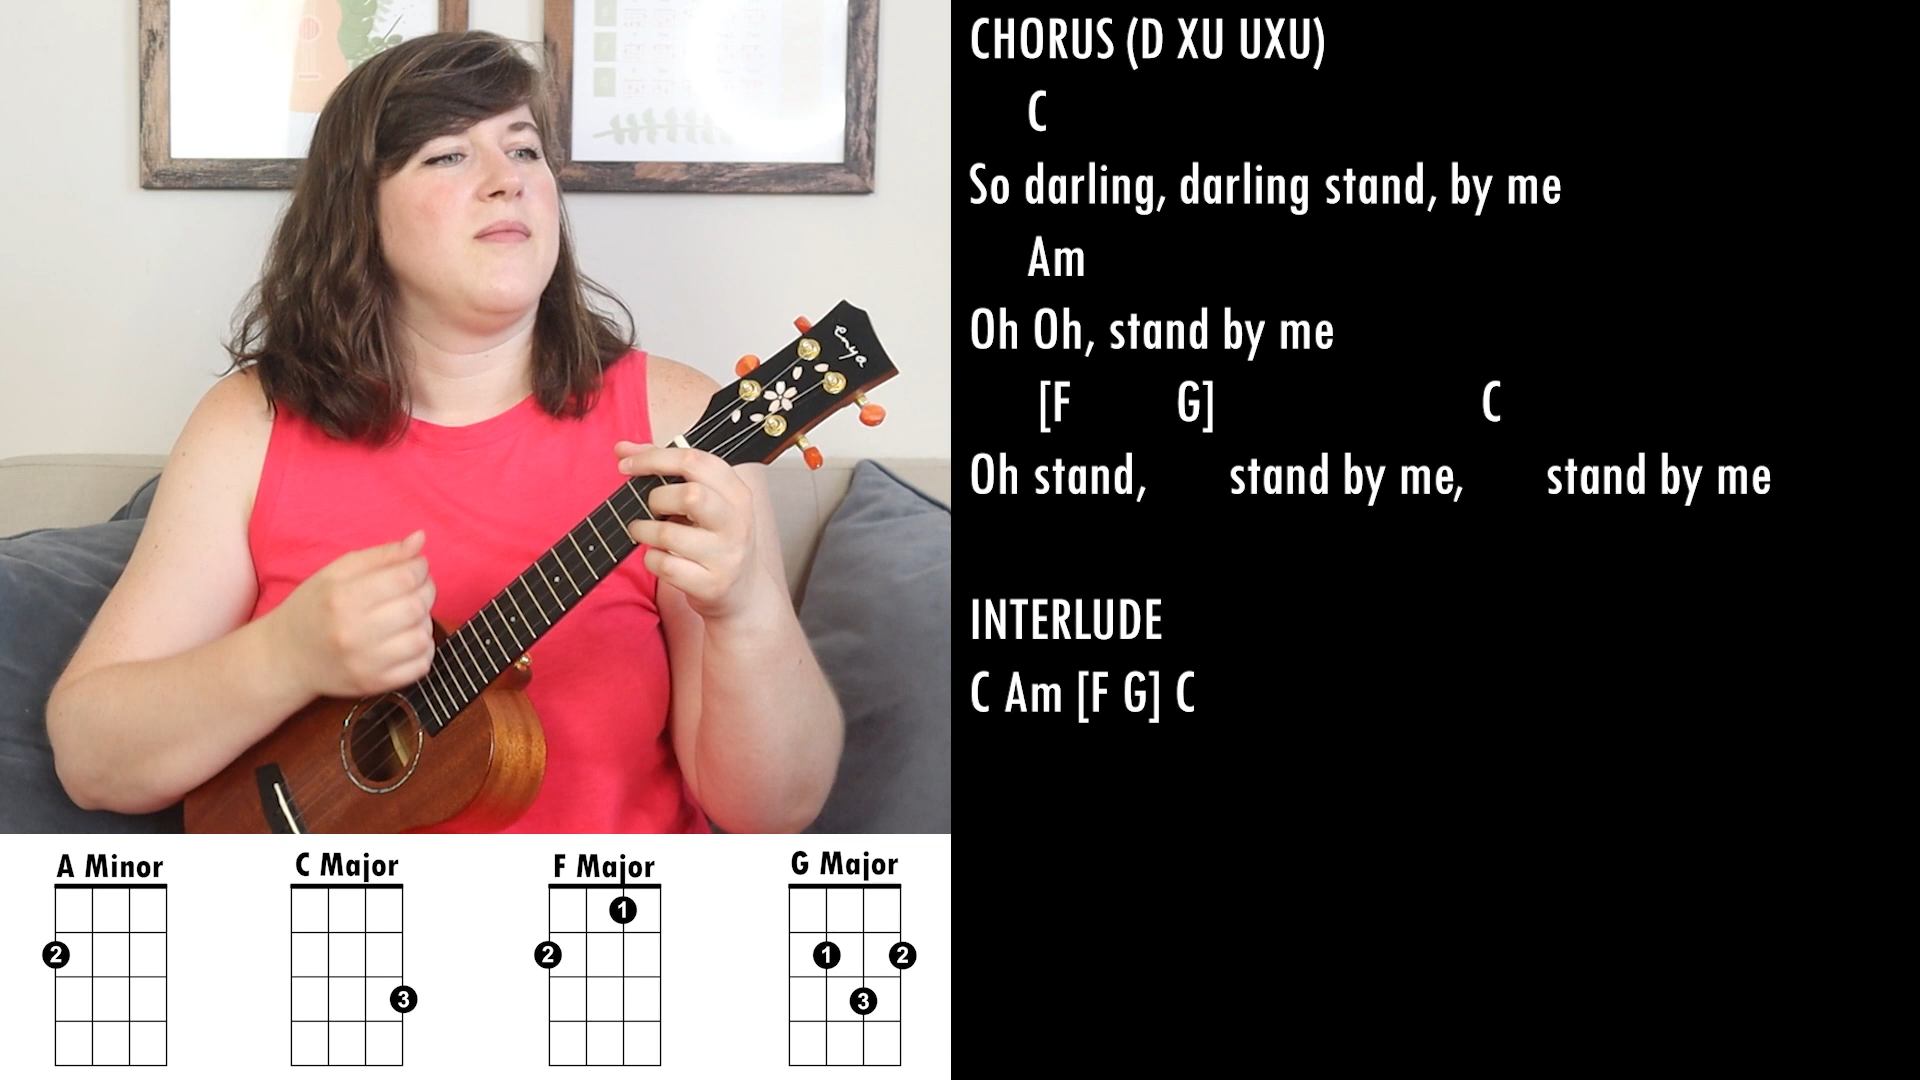 enya
CHORUS (D XU UXU)
C
So darling, darling stand, by me
Am
Oh Oh, stand by me
[F G] C
Oh stand, stand by me, stand by me
INTERLUDE
C Am [F G] C
A Minor
2
C Major
3
F Major
1
2
G Major
1 2
3